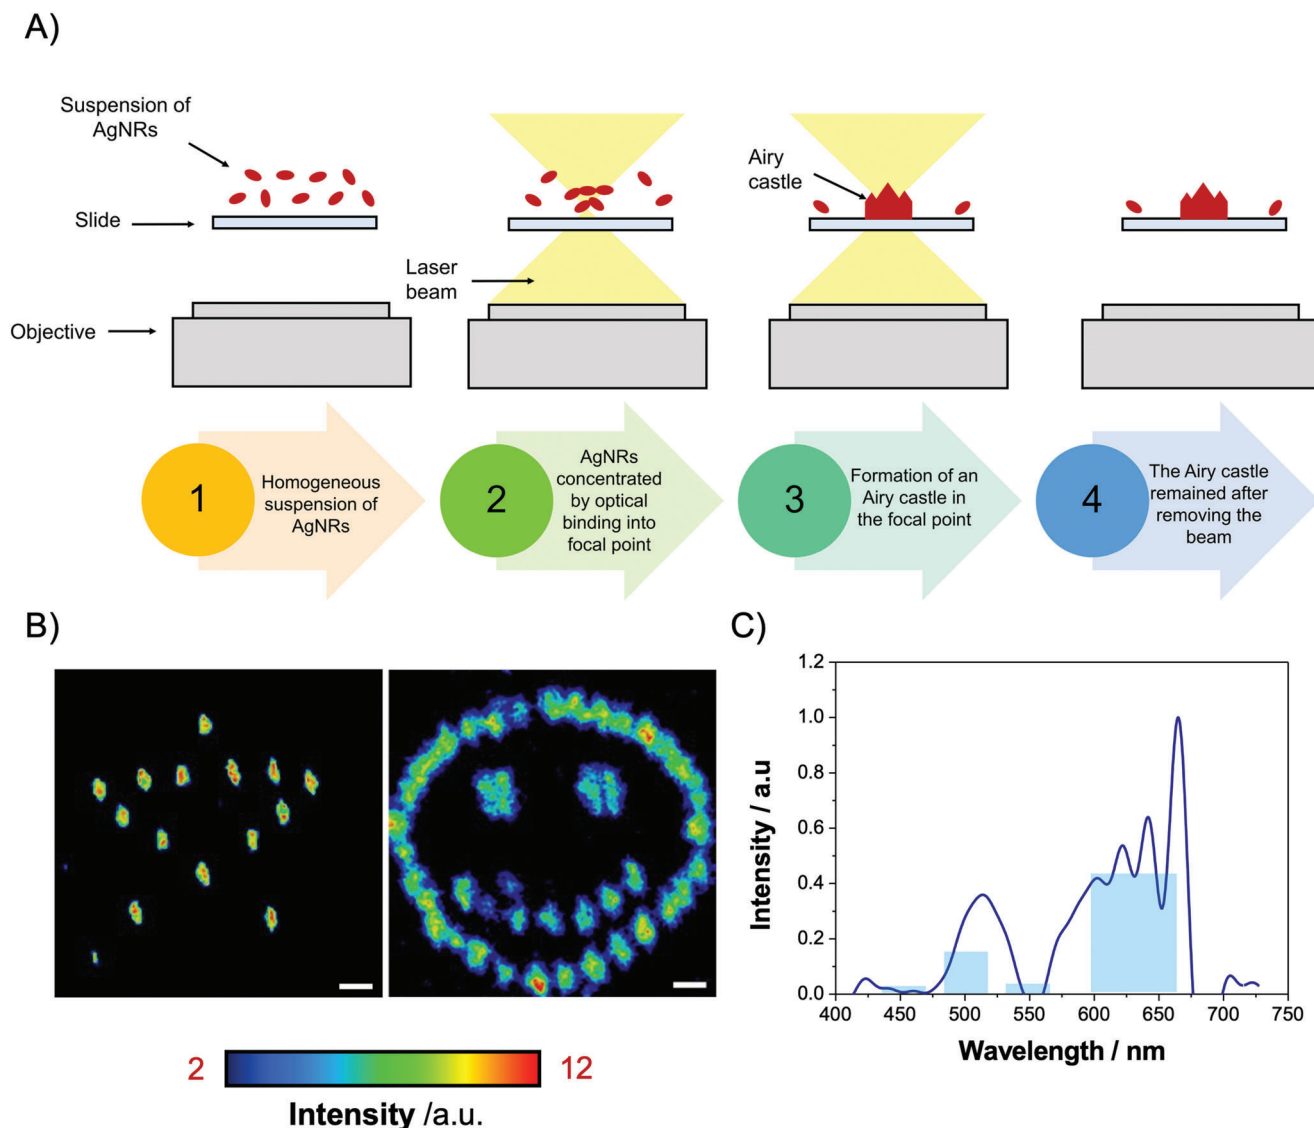 A)
Suspension of
AgNRs
Slide
Objective
Laser
beam
Airy
castle
1
Homogeneous
suspension of
AgNRs
2
AgNRs
concentrated
by optical
binding into
focal point
3
Formation of an
Airy castle in
the focal point
4
The Airy castle
remained after
removing the
beam
B)
2
12
Intensity /a.u.
C)
Intensity / a.u
1.2
1.0
0.8
0.6
0.4
0.2
0.0
400
450
500
550
600
650
700
750
Wavelength / nm